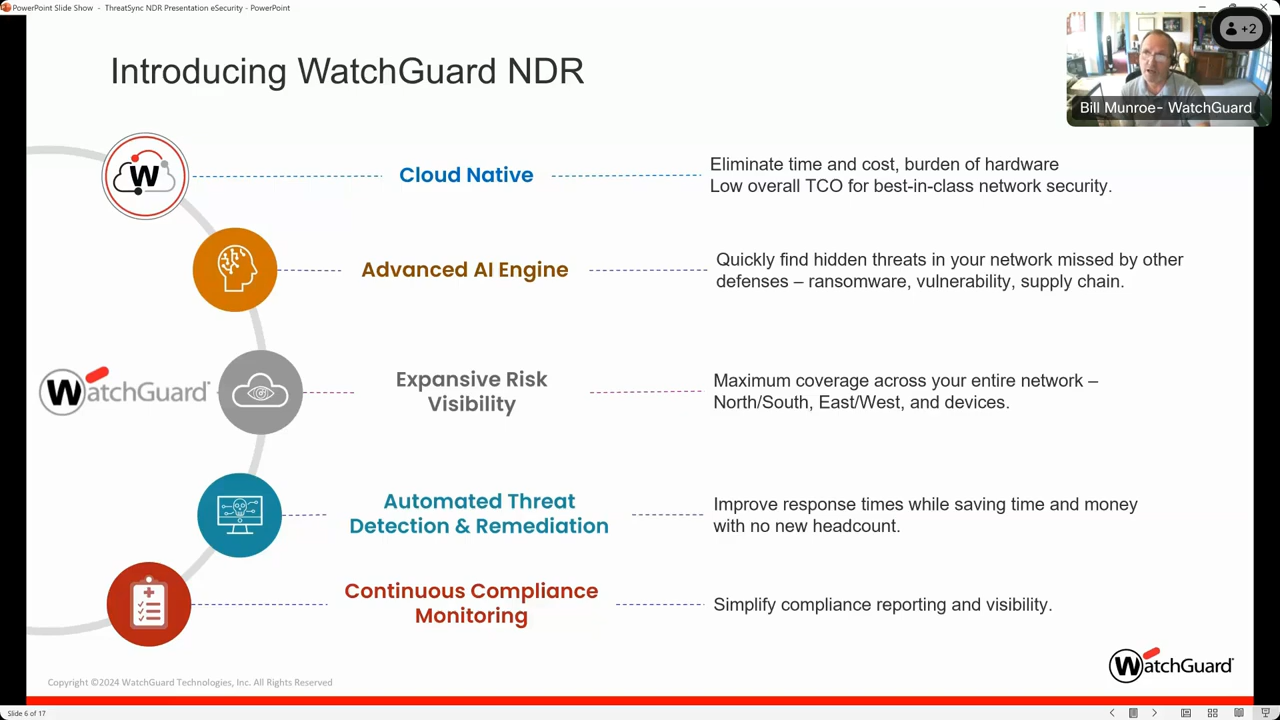 PowerPoint Slide Show - ThreatSync NDR Presentation eSecurity - PowerPoint
+2
Bill Munroe- WatchGuard
Introducing WatchGuard NDR
W
Cloud Native
Eliminate time and cost, burden of hardware
Low overall TCO for best-in-class network security.
Advanced AI Engine
Quickly find hidden threats in your network missed by other
defenses – ransomware, vulnerability, supply chain.
WatchGuard
Expansive Risk
Visibility
Maximum coverage across your entire network –
North/South, East/West, and devices.
Automated Threat
Detection & Remediation
Improve response times while saving time and money
with no new headcount.
Continuous Compliance
Monitoring
Simplify compliance reporting and visibility.
WatchGuard
Copyright ©2024 WatchGuard Technologies, Inc. All Rights Reserved
Slide 6 of 17